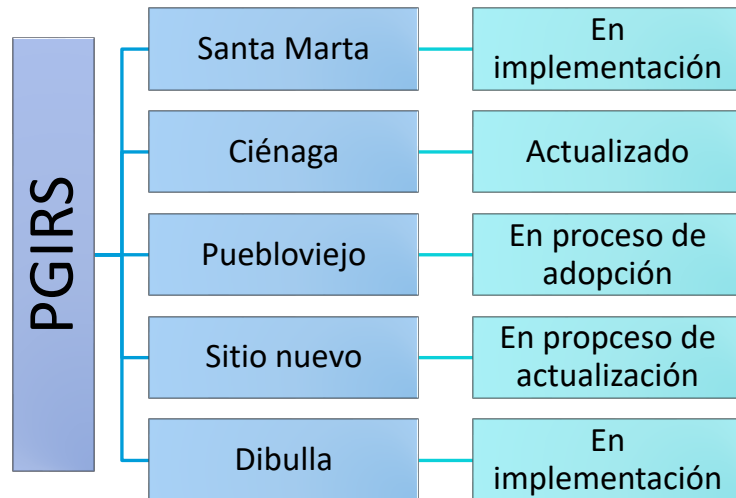 PGIRS
Santa Marta
En
implementación
Ciénaga
Actualizado
Puebloviejo
En proceso de
adopción
Sitio nuevo
En propceso de
actualización
Dibulla
En
implementación